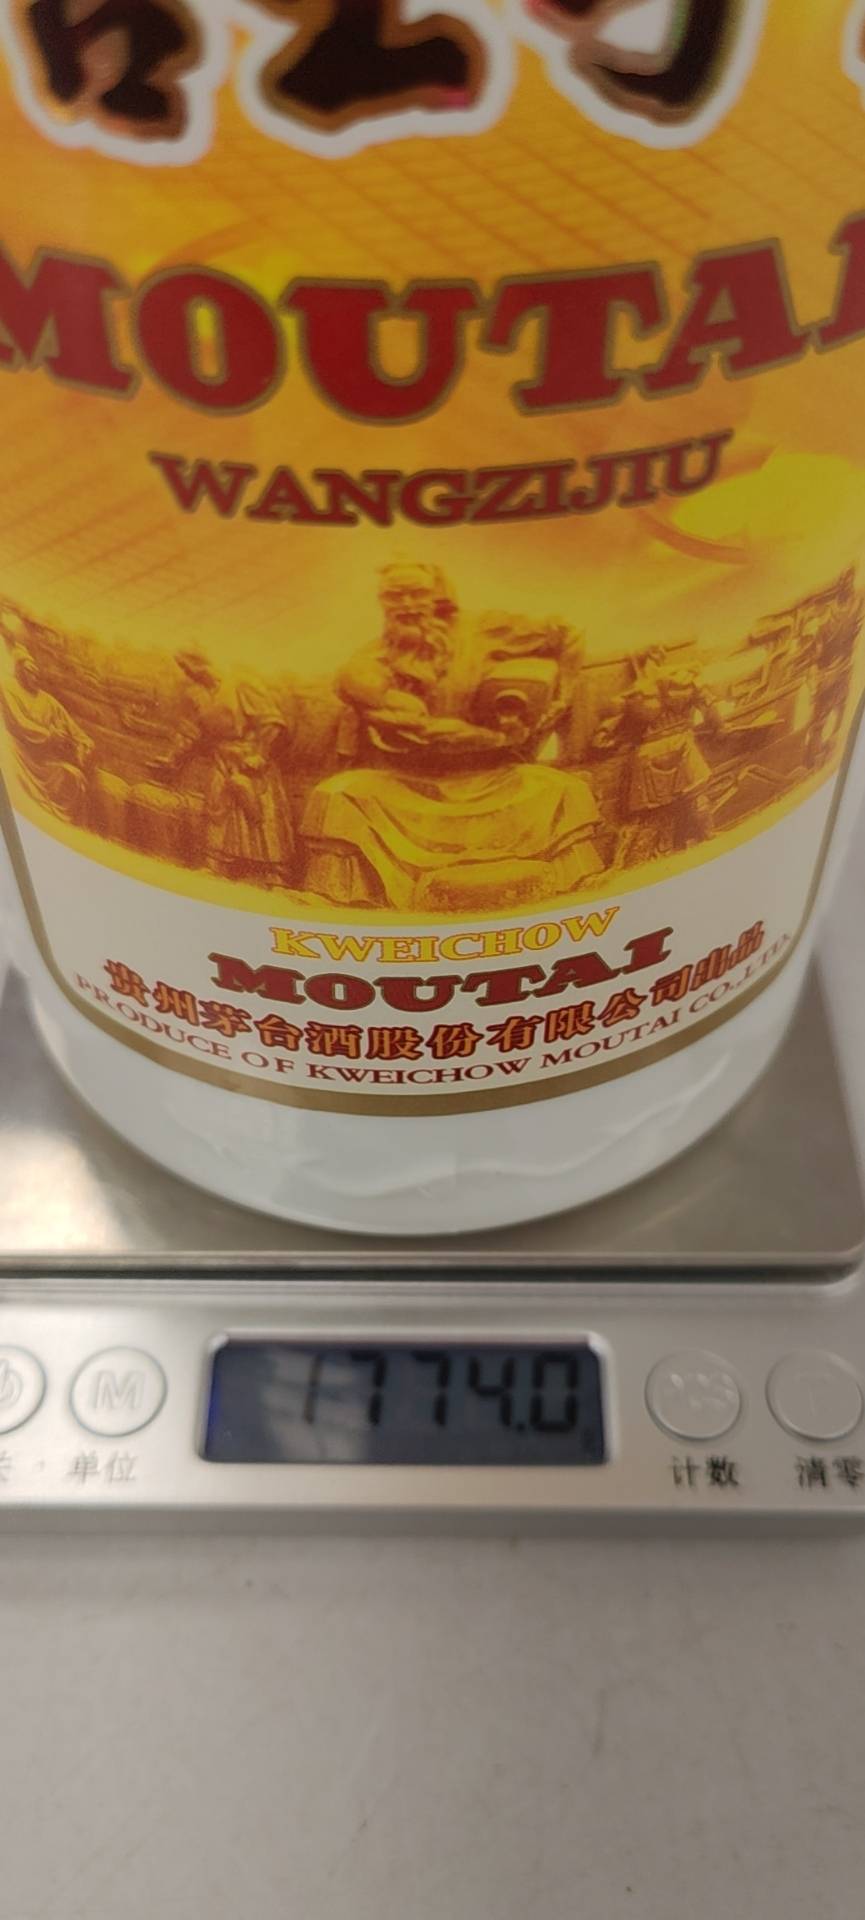 MOUTAI
WANGZIJIU
KWEICHOW
MOUTAI
贵州茅台酒股份有限公司出品
PRODUCE OF KWEICHOW MOUTAI CO.,LTD.
1774.0
M
单位
计数
清零